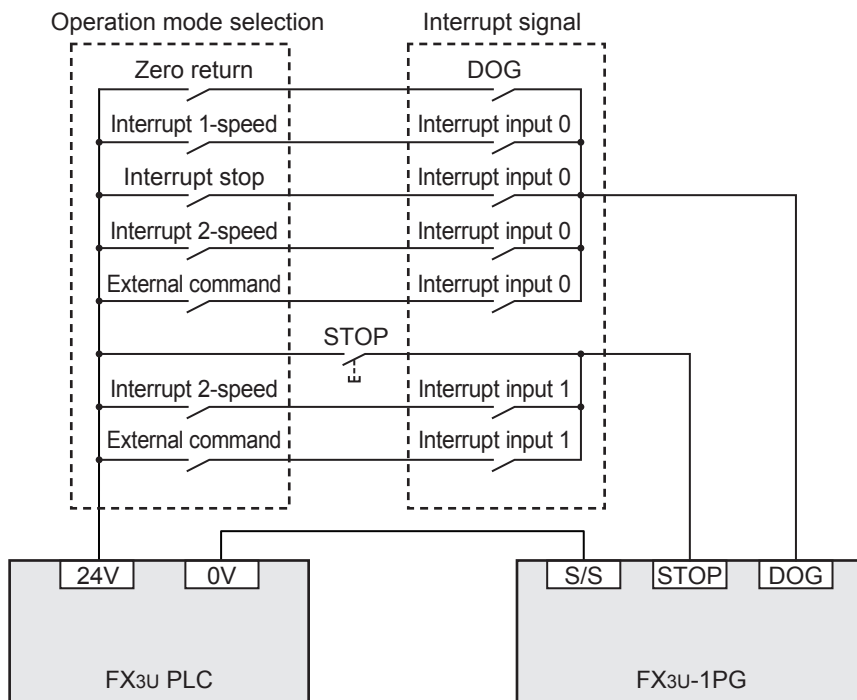 Operation mode selection
Interrupt signal
Zero return
DOG
Interrupt 1-speed
Interrupt input 0
Interrupt stop
Interrupt input 0
Interrupt 2-speed
Interrupt input 0
External command
Interrupt input 0
STOP
Interrupt 2-speed
Interrupt input 1
External command
Interrupt input 1
24V
0V
S/S
STOP
DOG
FX3U PLC
FX3U-1PG